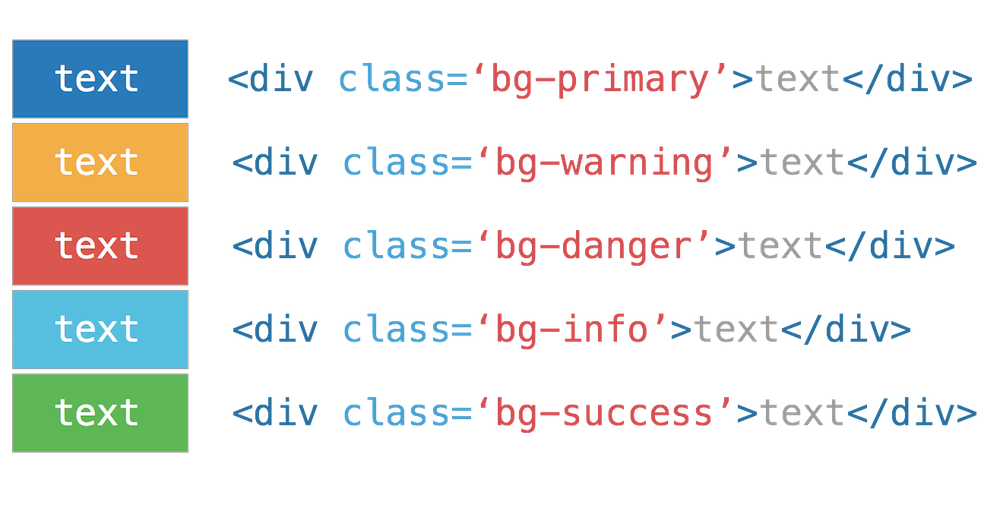 text <div class=‘bg-primary’>text</div>
text <div class=‘bg-warning’>text</div>
text <div class=‘bg-danger’>text</div>
text <div class=‘bg-info’>text</div>
text <div class=‘bg-success’>text</div>